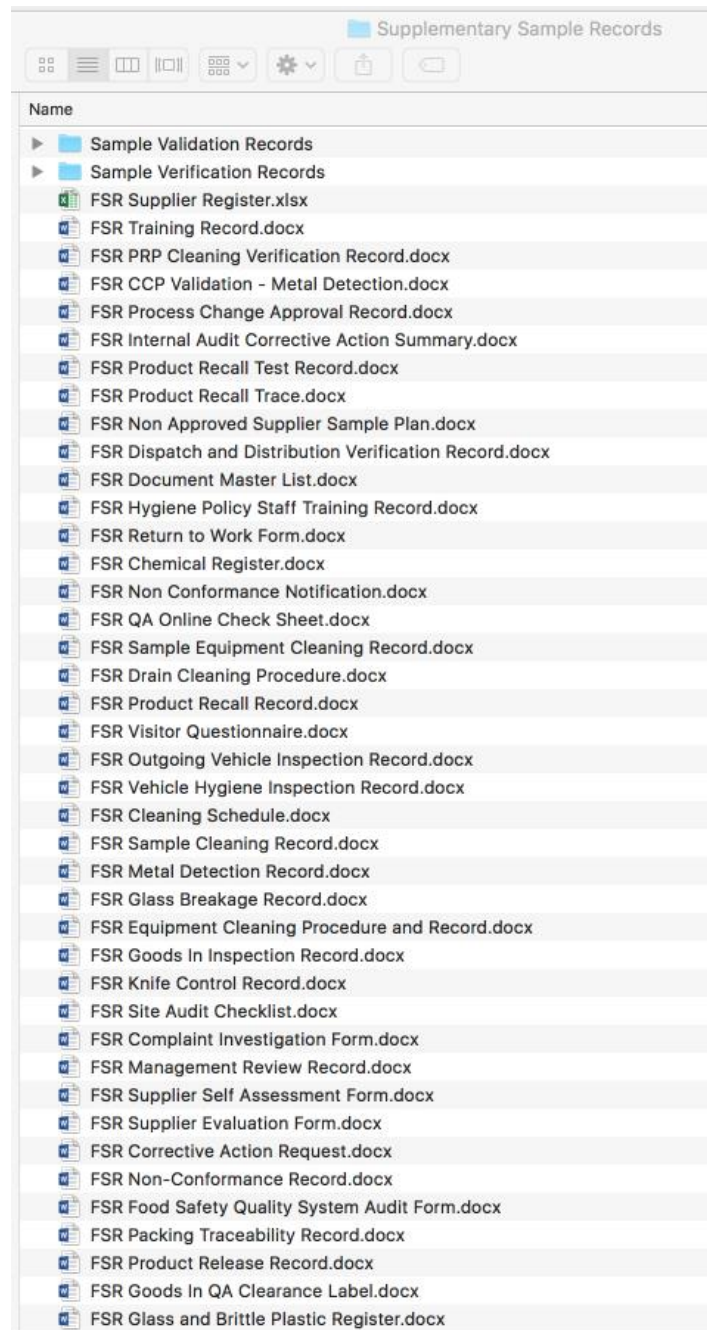 Supplementary Sample Records
Name
Sample Validation Records
Sample Verification Records
FSR Supplier Register.xlsx
FSR Training Record.docx
FSR PRP Cleaning Verification Record.docx
FSR CCP Validation - Metal Detection.docx
FSR Process Change Approval Record.docx
FSR Internal Audit Corrective Action Summary.docx
FSR Product Recall Test Record.docx
FSR Product Recall Trace.docx
FSR Non Approved Supplier Sample Plan.docx
FSR Dispatch and Distribution Verification Record.docx
FSR Document Master List.docx
FSR Hygiene Policy Staff Training Record.docx
FSR Return to Work Form.docx
FSR Chemical Register.docx
FSR Non Conformance Notification.docx
FSR QA Online Check Sheet.docx
FSR Sample Equipment Cleaning Record.docx
FSR Drain Cleaning Procedure.docx
FSR Product Recall Record.docx
FSR Visitor Questionnaire.docx
FSR Outgoing Vehicle Inspection Record.docx
FSR Vehicle Hygiene Inspection Record.docx
FSR Cleaning Schedule.docx
FSR Sample Cleaning Record.docx
FSR Metal Detection Record.docx
FSR Glass Breakage Record.docx
FSR Equipment Cleaning Procedure and Record.docx
FSR Goods In Inspection Record.docx
FSR Knife Control Record.docx
FSR Site Audit Checklist.docx
FSR Complaint Investigation Form.docx
FSR Management Review Record.docx
FSR Supplier Self Assessment Form.docx
FSR Supplier Evaluation Form.docx
FSR Corrective Action Request.docx
FSR Non-Conformance Record.docx
FSR Food Safety Quality System Audit Form.docx
FSR Packing Traceability Record.docx
FSR Product Release Record.docx
FSR Goods In QA Clearance Label.docx
FSR Glass and Brittle Plastic Register.docx